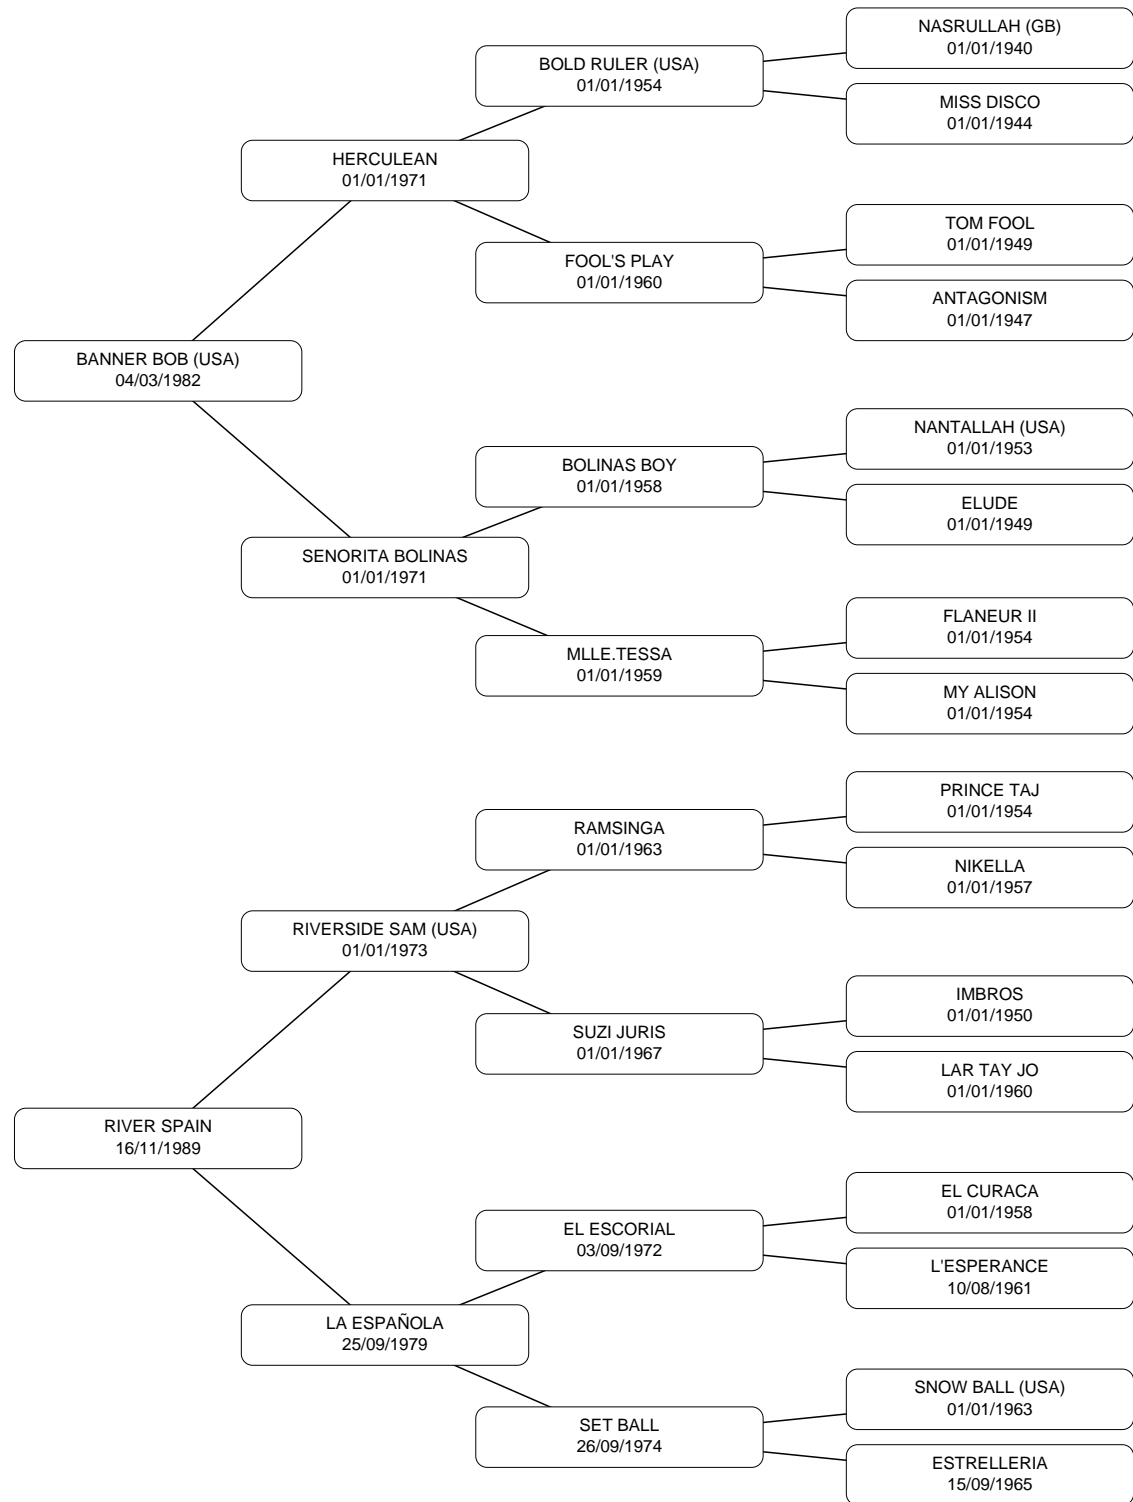 NASRULLAH (GB)
01/01/1940
BOLD RULER (USA)
01/01/1954
MISS DISCO
01/01/1944
HERCULEAN
01/01/1971
TOM FOOL
01/01/1949
FOOL'S PLAY
01/01/1960
ANTAGONISM
01/01/1947
BANNER BOB (USA)
04/03/1982
NANTALLAH (USA)
01/01/1953
BOLINAS BOY
01/01/1958
ELUDE
01/01/1949
SENORITA BOLINAS
01/01/1971
FLANEUR II
01/01/1954
MLLE.TESSA
01/01/1959
MY ALISON
01/01/1954
PRINCE TAJ
01/01/1954
RAMSINGA
01/01/1963
NIKELLA
01/01/1957
RIVERSIDE SAM (USA)
01/01/1973
IMBROS
01/01/1950
SUZI JURIS
01/01/1967
LAR TAY JO
01/01/1960
RIVER SPAIN
16/11/1989
EL CURACA
01/01/1958
EL ESCORIAL
03/09/1972
L'ESPERANCE
10/08/1961
LA ESPAÑOLA
25/09/1979
SNOW BALL (USA)
01/01/1963
SET BALL
26/09/1974
ESTRELLERIA
15/09/1965